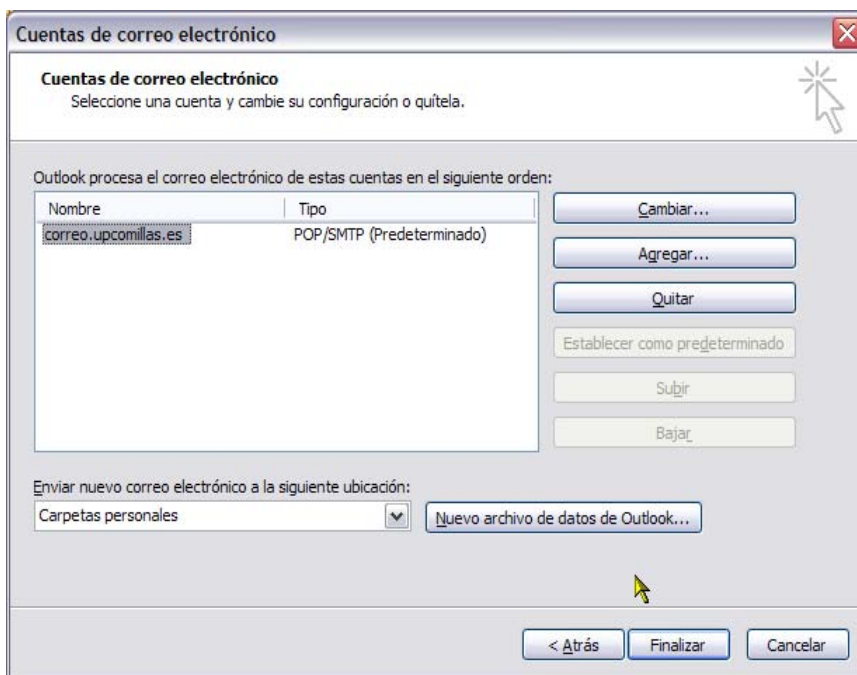 Cuentas de correo electrónico
Cuentas de correo electrónico
Seleccione una cuenta y cambie su configuración o quítela.
Outlook procesa el correo electrónico de estas cuentas en el siguiente orden:
Nombre Tipo
correo.upcomillas.es POP/SMTP (Predeterminado)
Cambiar...
Agregar...
Quitar
Establecer como predeterminado
Subir
Bajar
Enviar nuevo correo electrónico a la siguiente ubicación:
Carpetas personales Nuevo archivo de datos de Outlook...
< Atrás Finalizar Cancelar